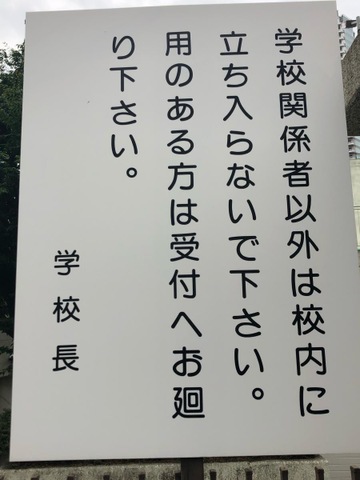 学校関係者以外は校内に
立ち入らないで下さい。
用のある方は受付へお廻
り下さい。
学校長